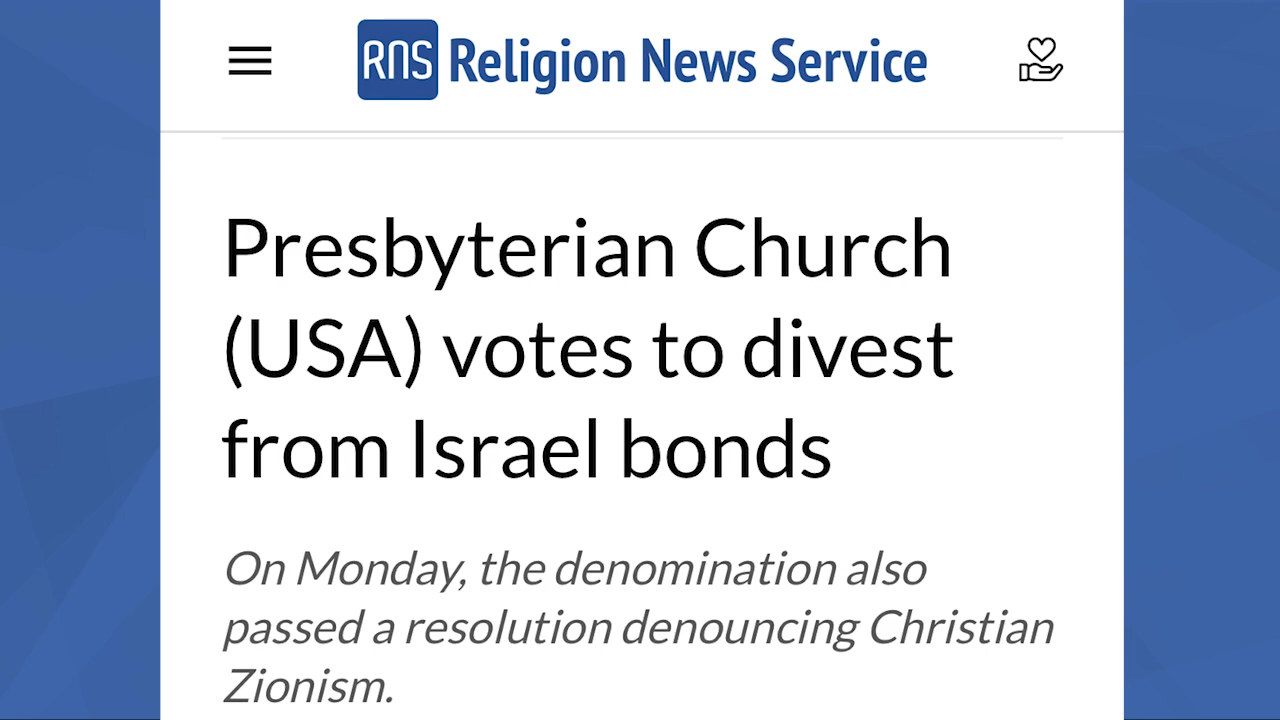 RNS Religion News Service
Presbyterian Church
(USA) votes to divest
from Israel bonds
On Monday, the denomination also
passed a resolution denouncing Christian
Zionism.